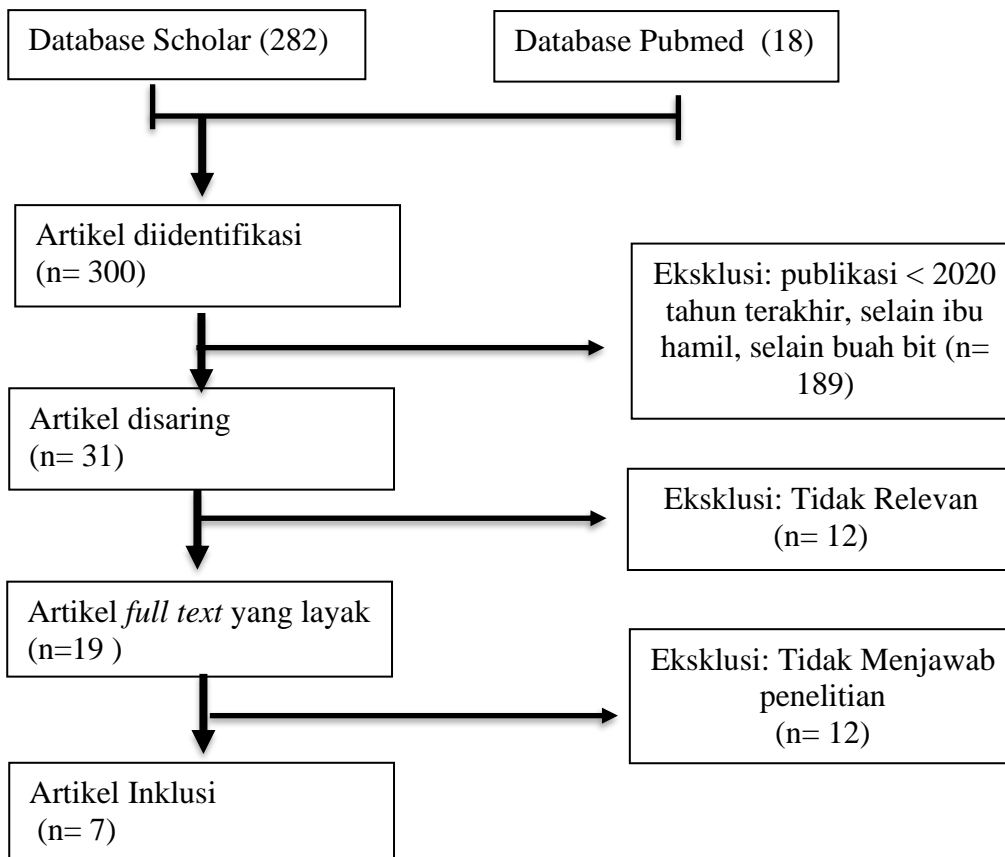 Database Scholar (282)
Database Pubmed (18)
Artikel diidentifikasi
(n= 300)
Eksklusi: publikasi < 2020
tahun terakhir, selain ibu
hamil, selain buah bit (n=
189)
Artikel disaring
(n= 31)
Eksklusi: Tidak Relevan
(n= 12)
Artikel full text yang layak
(n=19 )
Eksklusi: Tidak Menjawab
penelitian
(n= 12)
Artikel Inklusi
(n= 7)